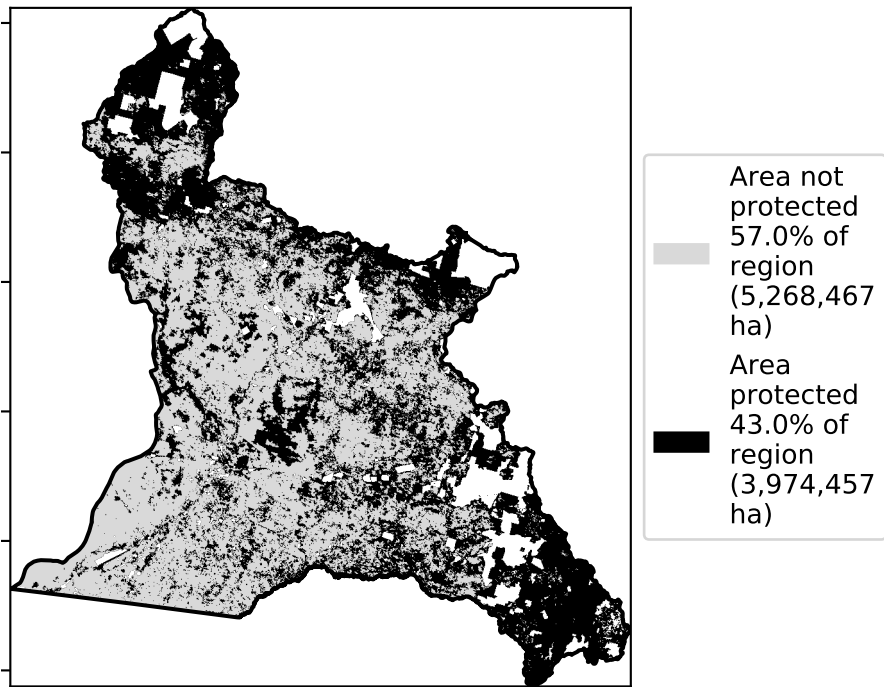 Area not
protected
57.0% of
region
(5,268,467
ha)
Area
protected
43.0% of
region
(3,974,457
ha)